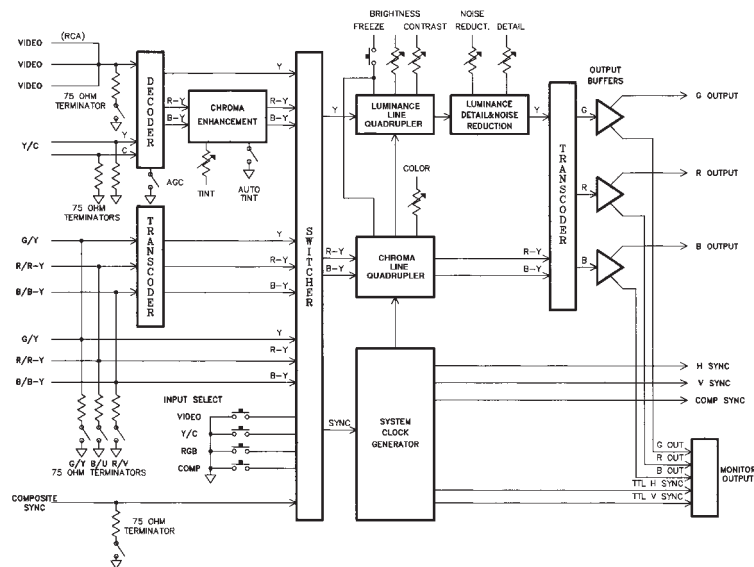 BRIGHTNESS
FREEZE
CONTRAST
NOISE
REDUCT.
DETAIL
(RCA)
VIDEO
VIDEO
VIDEO
75 OHM
TERMINATOR
DECODER
Y
R-Y
B-Y
CHROMA
ENHANCEMENT
R-Y
B-Y
Y/C
Y
C
75 OHM
TERMINATORS
AGC
TINT
AUTO
TINT
SWITCHER
Y
LUMINANCE
LINE
QUADRUPLER
LUMINANCE
DETAIL&NOISE
REDUCTION
Y
TRANSCODER
OUTPUT
BUFFERS
G
R
B
G OUTPUT
R OUTPUT
B OUTPUT
COLOR
G/Y
R/R-Y
B/B-Y
TRANSCODER
Y
R-Y
B-Y
R-Y
B-Y
CHROMA
LINE
QUADRUPLER
R-Y
B-Y
G/Y
R/R-Y
B/B-Y
Y
R-Y
B-Y
INPUT SELECT
VIDEO
Y/C
RGB
COMP
SYNC
SYSTEM
CLOCK
GENERATOR
H SYNC
V SYNC
COMP SYNC
G OUT
R OUT
B OUT
TTL H SYNC
TTL V SYNC
MONITOR
OUTPUT
G/Y B/U R/V
75 OHM TERMINATORS
COMPOSITE
SYNC
75 OHM
TERMINATOR